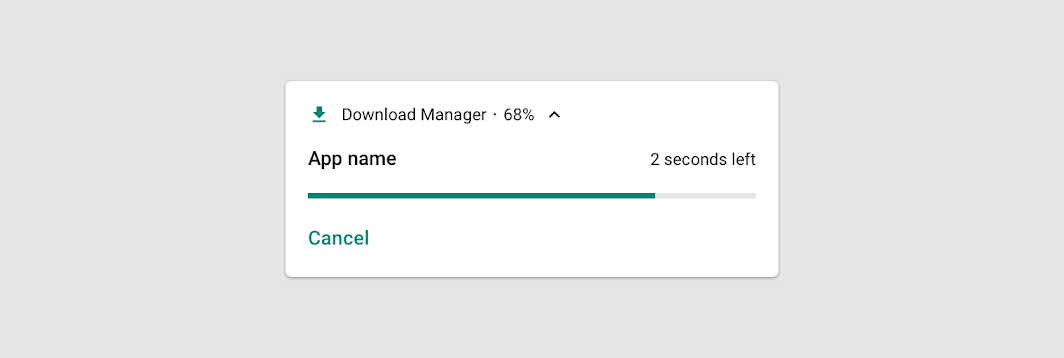 Download Manager · 68%
App name
2 seconds left
Cancel